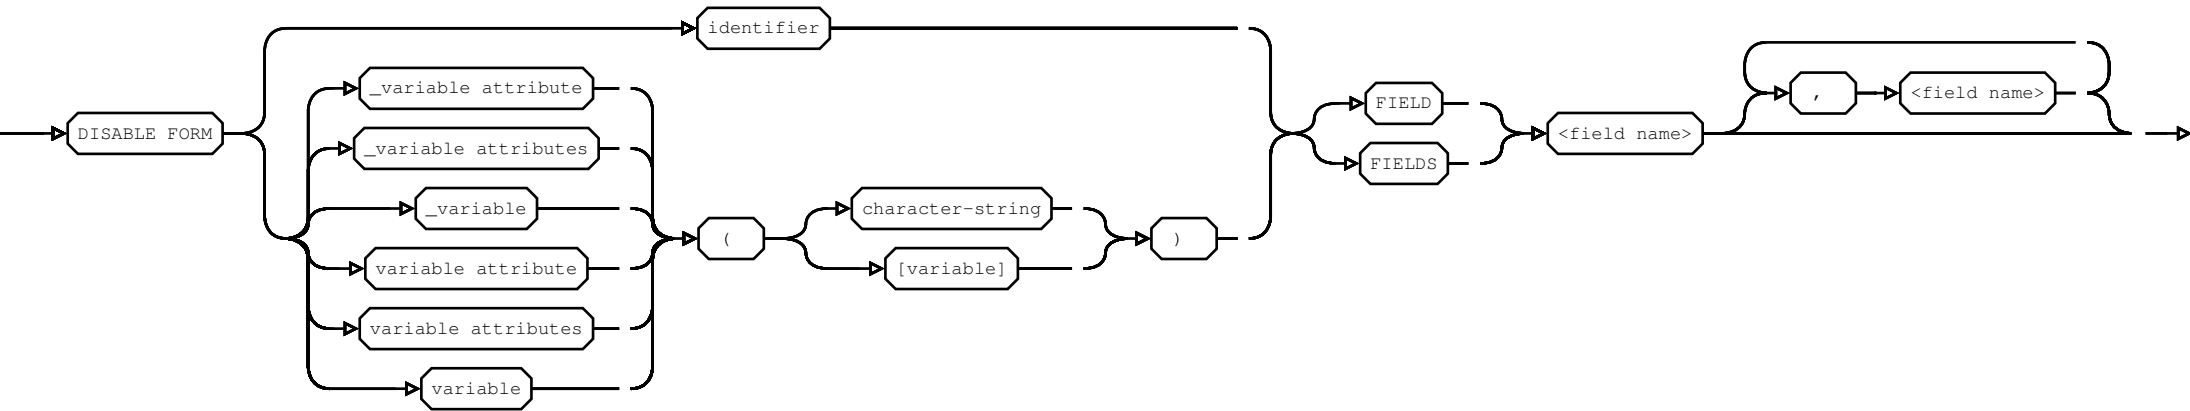 identifier
_variable attribute
<field name>
,
FIELD
DISABLE FORM
<field name>
_variable attributes
FIELDS
_variable
character-string
(
)
variable attribute
[variable]
variable attributes
variable